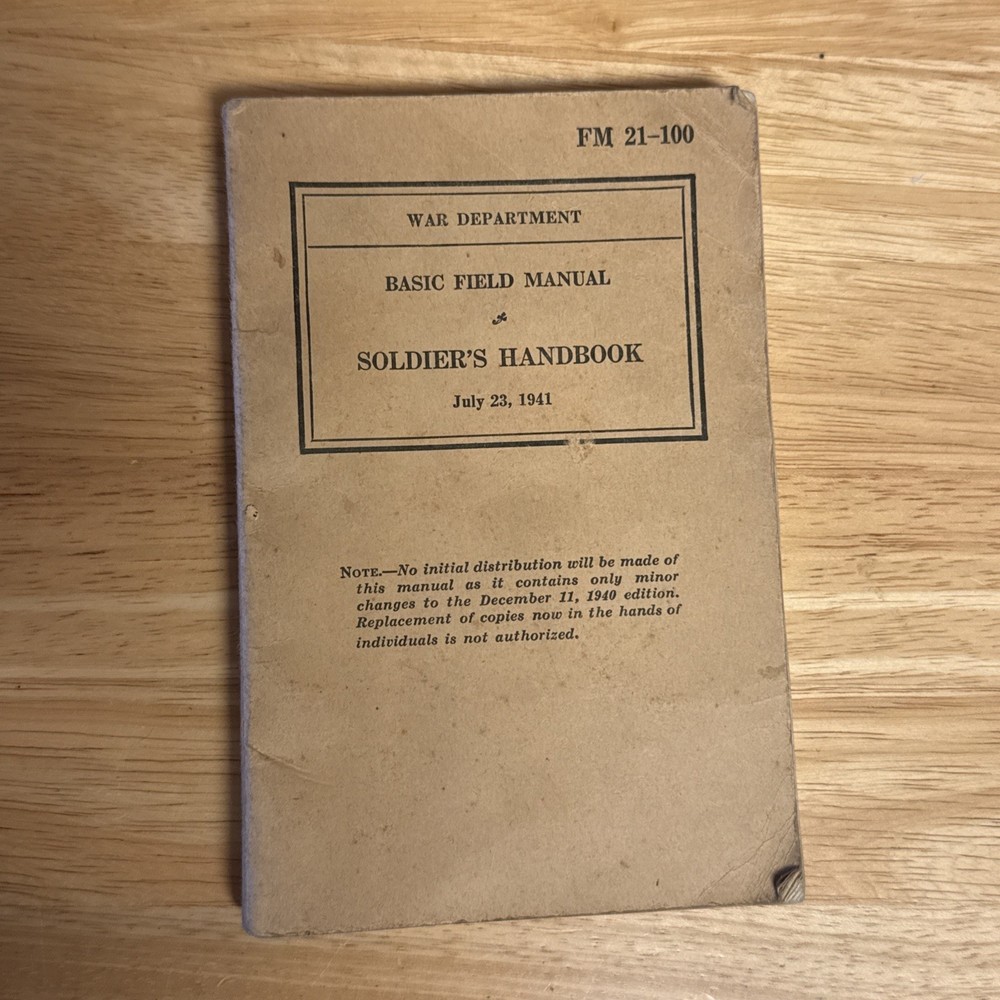 FM 21–100
WAR DEPARTMENT
BASIC FIELD MANUAL
SOLDIER'S HANDBOOK
July 23, 1941
NOTE.—No initial distribution will be made of
this manual as it contains only minor
changes to the December 11, 1940 edition.
Replacement of copies now in the hands of
individuals is not authorized.